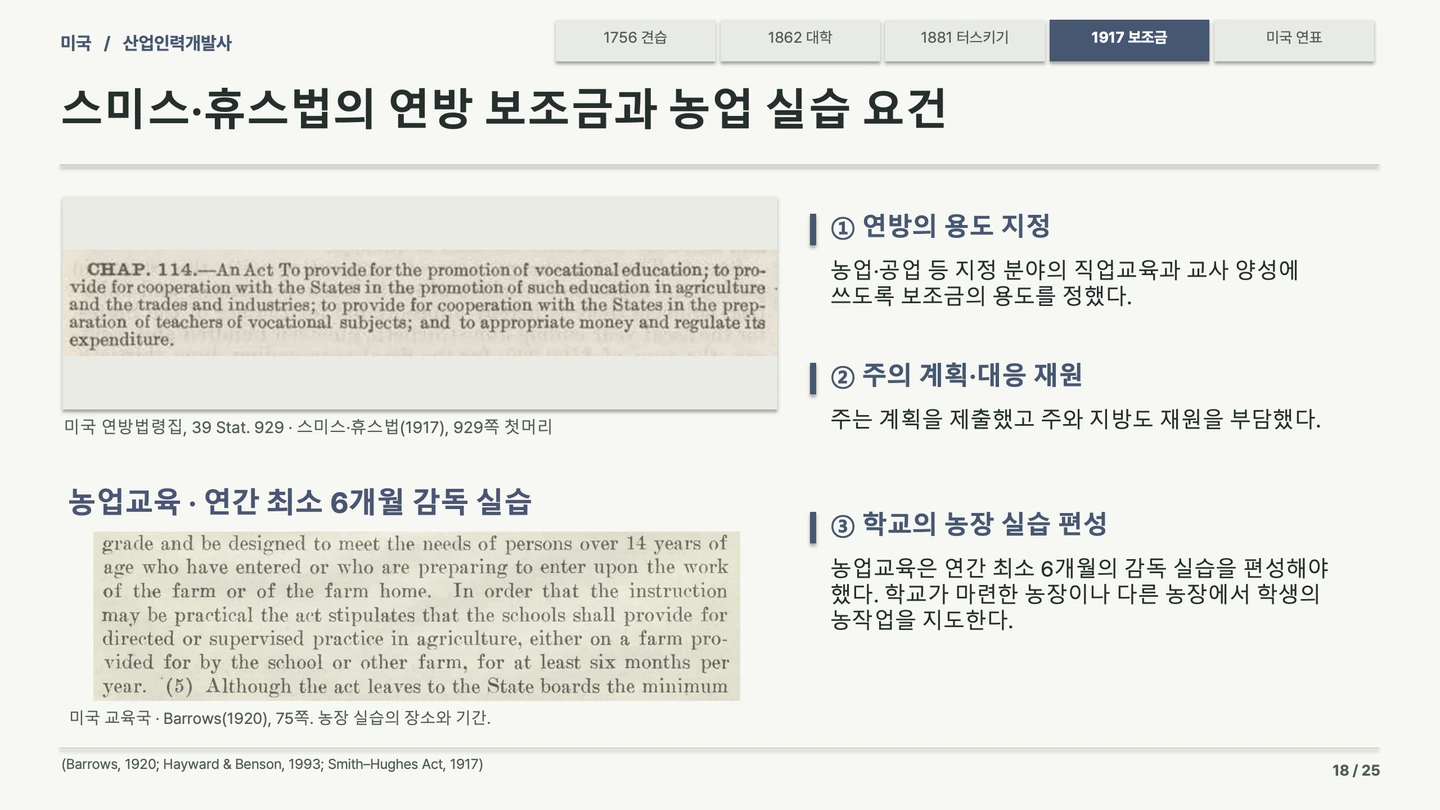 미국 / 산업인력개발사
1756 견습
1862 대학
1881 터스키기
1917 보조금
미국 연표
스미스·휴스법의 연방 보조금과 농업 실습 요건
CHAP. 114.—An Act To provide for the promotion of vocational education; to pro-
vide for cooperation with the States in the promotion of such education in agriculture
and the trades and industries; to provide for cooperation with the States in the prep-
aration of teachers of vocational subjects; and to appropriate money and regulate its
expenditure.
미국 연방법령집, 39 Stat. 929 · 스미스·휴스법(1917), 929쪽 첫머리
농업교육 · 연간 최소 6개월 감독 실습
grade and be designed to meet the needs of persons over 14 years of
age who have entered or who are preparing to enter upon the work
of the farm or of the farm home. In order that the instruction
may be practical the act stipulates that the schools shall provide for
directed or supervised practice in agriculture, either on a farm pro-
vided for by the school or other farm, for at least six months per
year. (5) Although the act leaves to the State boards the minimum
미국 교육국 · Barrows(1920), 75쪽. 농장 실습의 장소와 기간.
① 연방의 용도 지정
농업·공업 등 지정 분야의 직업교육과 교사 양성에
쓰도록 보조금의 용도를 정했다.
② 주의 계획·대응 재원
주는 계획을 제출했고 주와 지방도 재원을 부담했다.
③ 학교의 농장 실습 편성
농업교육은 연간 최소 6개월의 감독 실습을 편성해야
했다. 학교가 마련한 농장이나 다른 농장에서 학생의
농작업을 지도한다.
(Barrows, 1920; Hayward & Benson, 1993; Smith–Hughes Act, 1917)
18 / 25